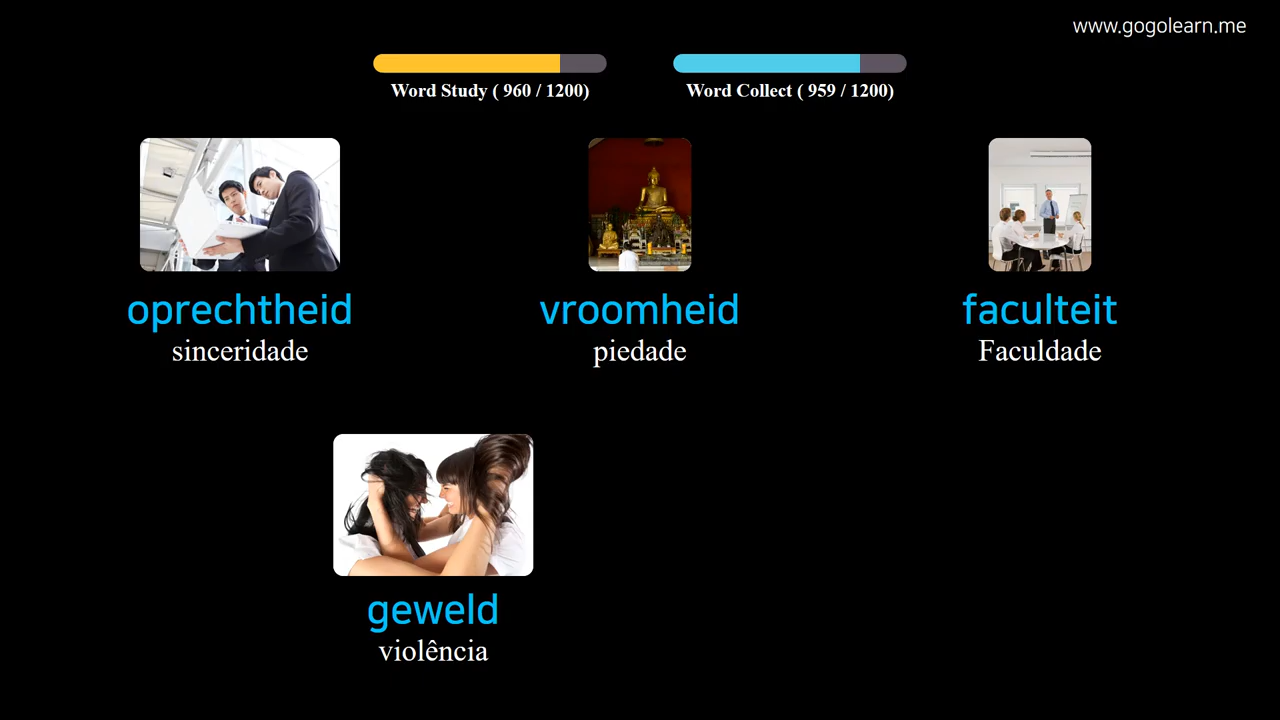 www.gogolearn.me
Word Study ( 960 / 1200)
Word Collect ( 959 / 1200)
oprechtheid
sinceridade
vroomheid
piedade
faculteit
Faculdade
geweld
violência